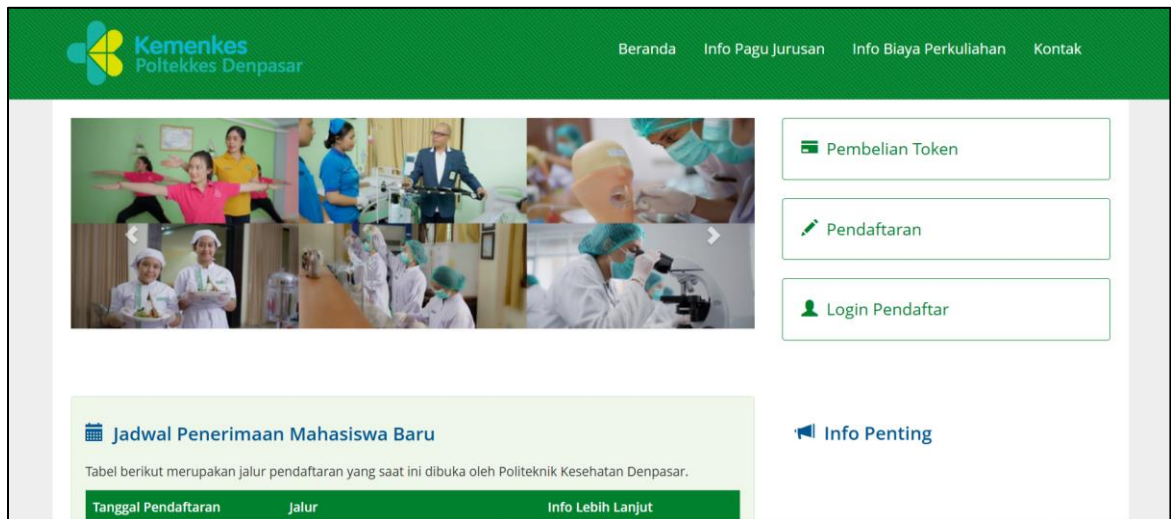 Kemenkes
Poltekkes Denpasar
Beranda Info Pagu Jurusan Info Biaya Perkuliahan Kontak
Pembelian Token
Pendaftaran
Login Pendaftar
Jadwal Penerimaan Mahasiswa Baru
Tabel berikut merupakan jalur pendaftaran yang saat ini dibuka oleh Politeknik Kesehatan Denpasar.
Tanggal Pendaftaran Jalur Info Lebih Lanjut
Info Penting